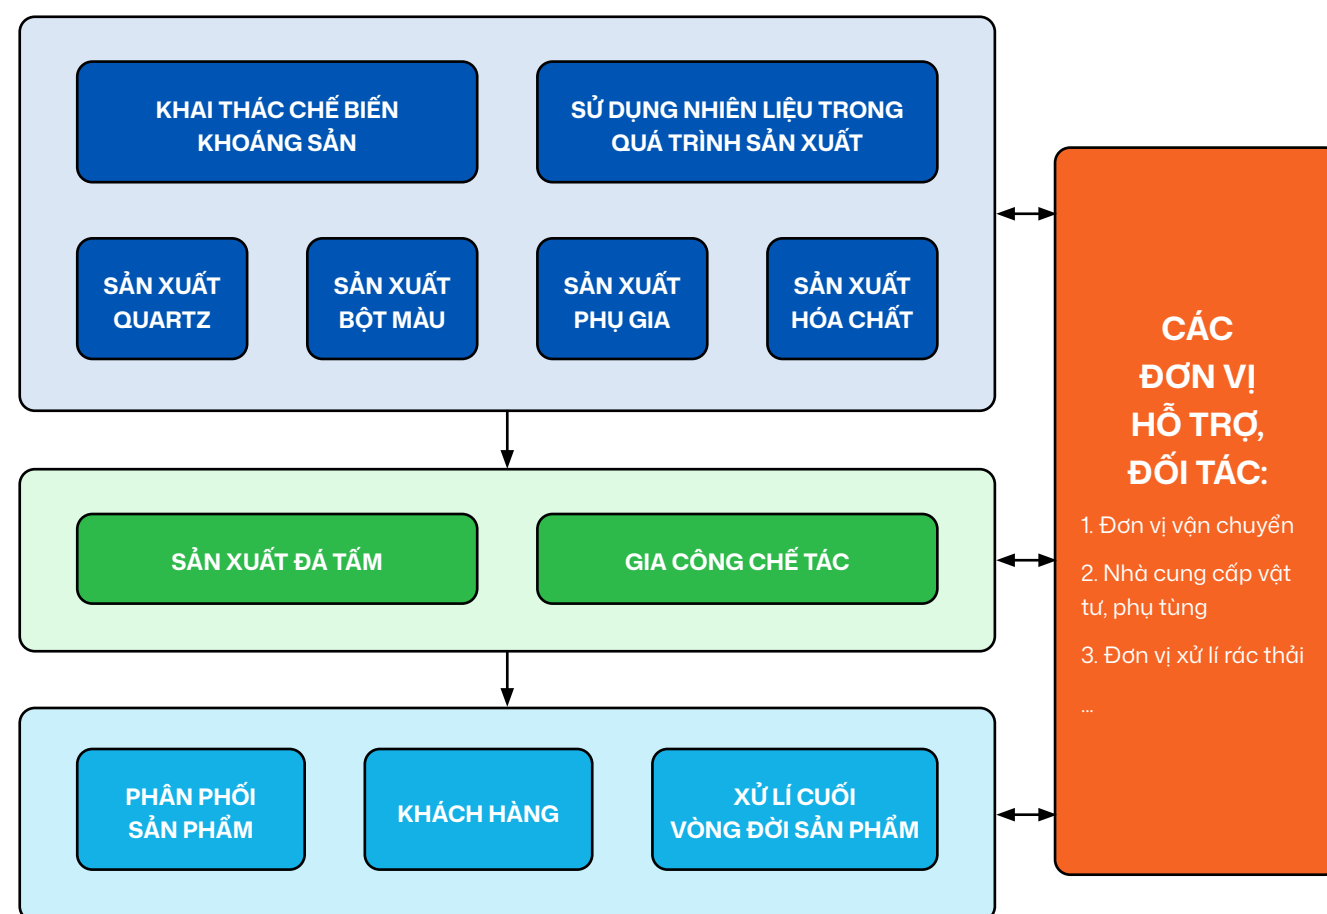 KHAI THÁC CHẾ BIẾN
KHOÁNG SẢN
SỬ DỤNG NHIÊN LIỆU TRONG
QUÁ TRÌNH SẢN XUẤT
SẢN XUẤT
QUARTZ
SẢN XUẤT
BỘT MÀU
SẢN XUẤT
PHỤ GIA
SẢN XUẤT
HÓA CHẤT
SẢN XUẤT ĐÁ TẤM
GIA CÔNG CHẾ TÁC
PHÂN PHỐI
SẢN PHẨM
KHÁCH HÀNG
XỬ LÍ CUỐI
VÒNG ĐỜI SẢN PHẨM
CÁC
ĐƠN VỊ
HỖ TRỢ,
ĐỐI TÁC:
1. Đơn vị vận chuyển
2. Nhà cung cấp vật
tư, phụ tùng
3. Đơn vị xử lí rác thải
...